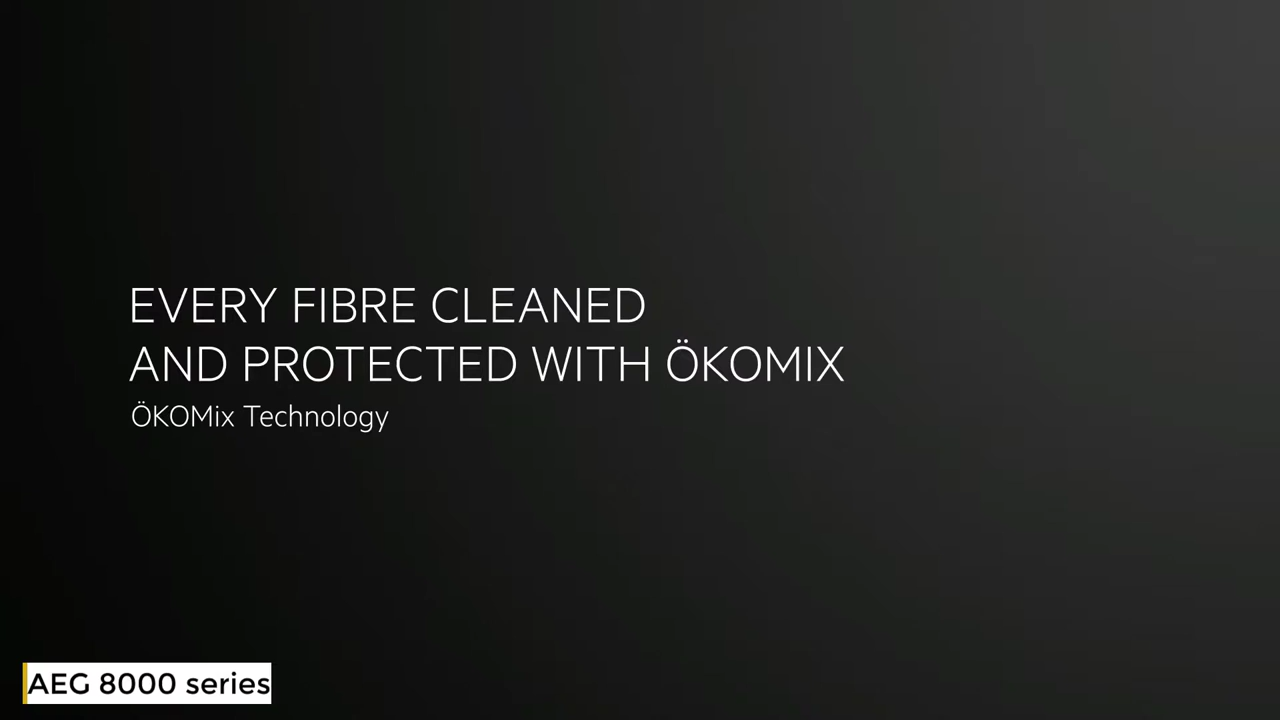 EVERY FIBRE CLEANED
AND PROTECTED WITH ÖKOMIX
ÖKOMix Technology
AEG 8000 series